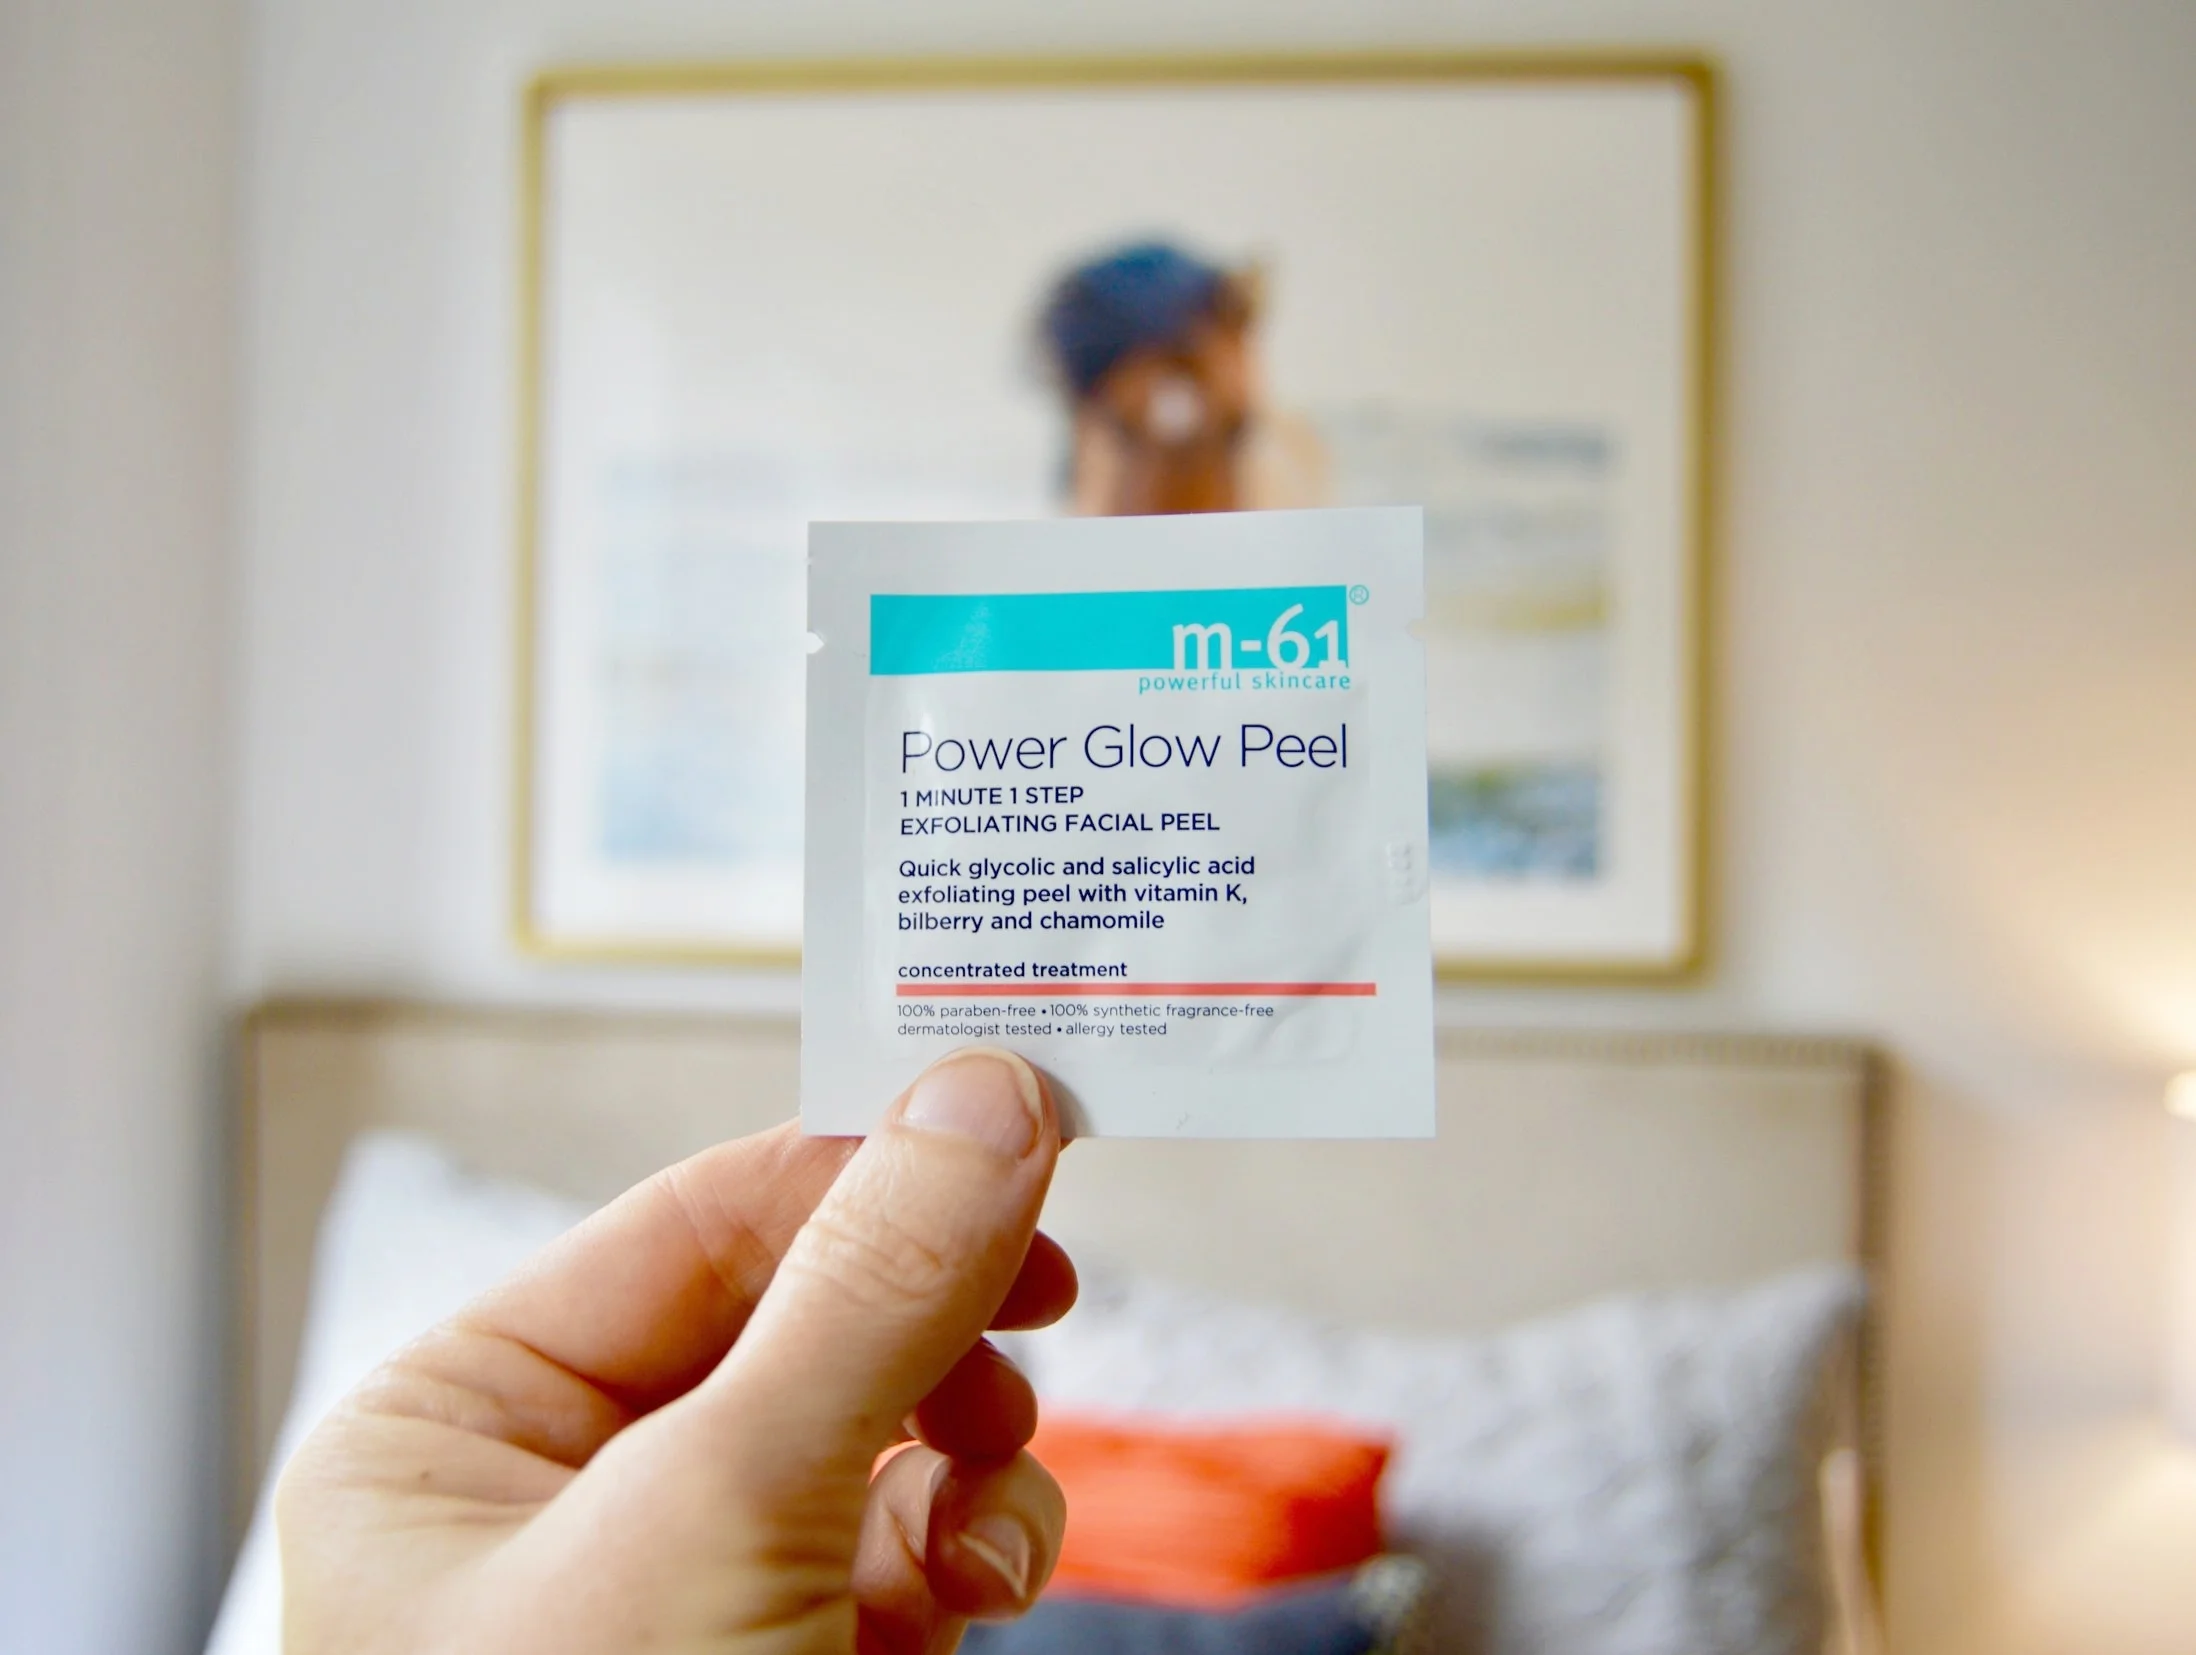 m-61®
powerful skincare
Power Glow Peel
1 MINUTE 1 STEP
EXFOLIATING FACIAL PEEL
Quick glycolic and salicylic acid
exfoliating peel with vitamin K,
bilberry and chamomile
concentrated treatment
100% paraben-free • 100% synthetic fragrance-free
dermatologist tested • allergy tested